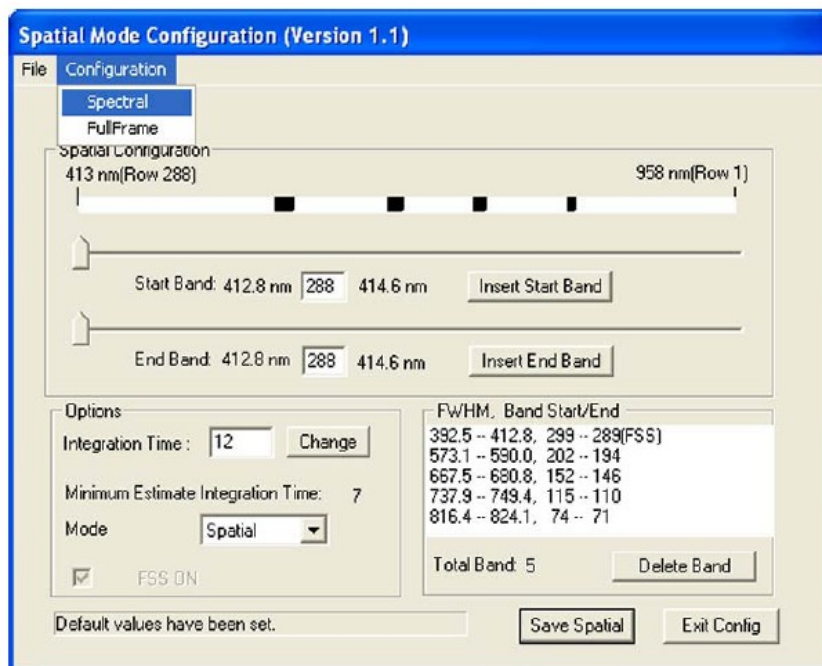 Spatial Mode Configuration (Version 1.1)
File Configuration
Spectral
FullFrame
Spatial Configuration
413 nm(Row 288) 958 nm(Row 1)
Start Band: 412.8 nm 288 414.6 nm Insert Start Band
End Band: 412.8 nm 288 414.6 nm Insert End Band
Options
Integration Time : 12 Change
Minimum Estimate Integration Time: 7
Mode Spatial
FSS ON
FWHM, Band Start/End
392.5 -- 412.8, 299 -- 289(FSS)
573.1 -- 590.0, 202 -- 194
667.5 -- 680.8, 152 -- 146
737.9 -- 749.4, 115 -- 110
816.4 -- 824.1, 74 -- 71
Total Band: 5 Delete Band
Default values have been set. Save Spatial Exit Config